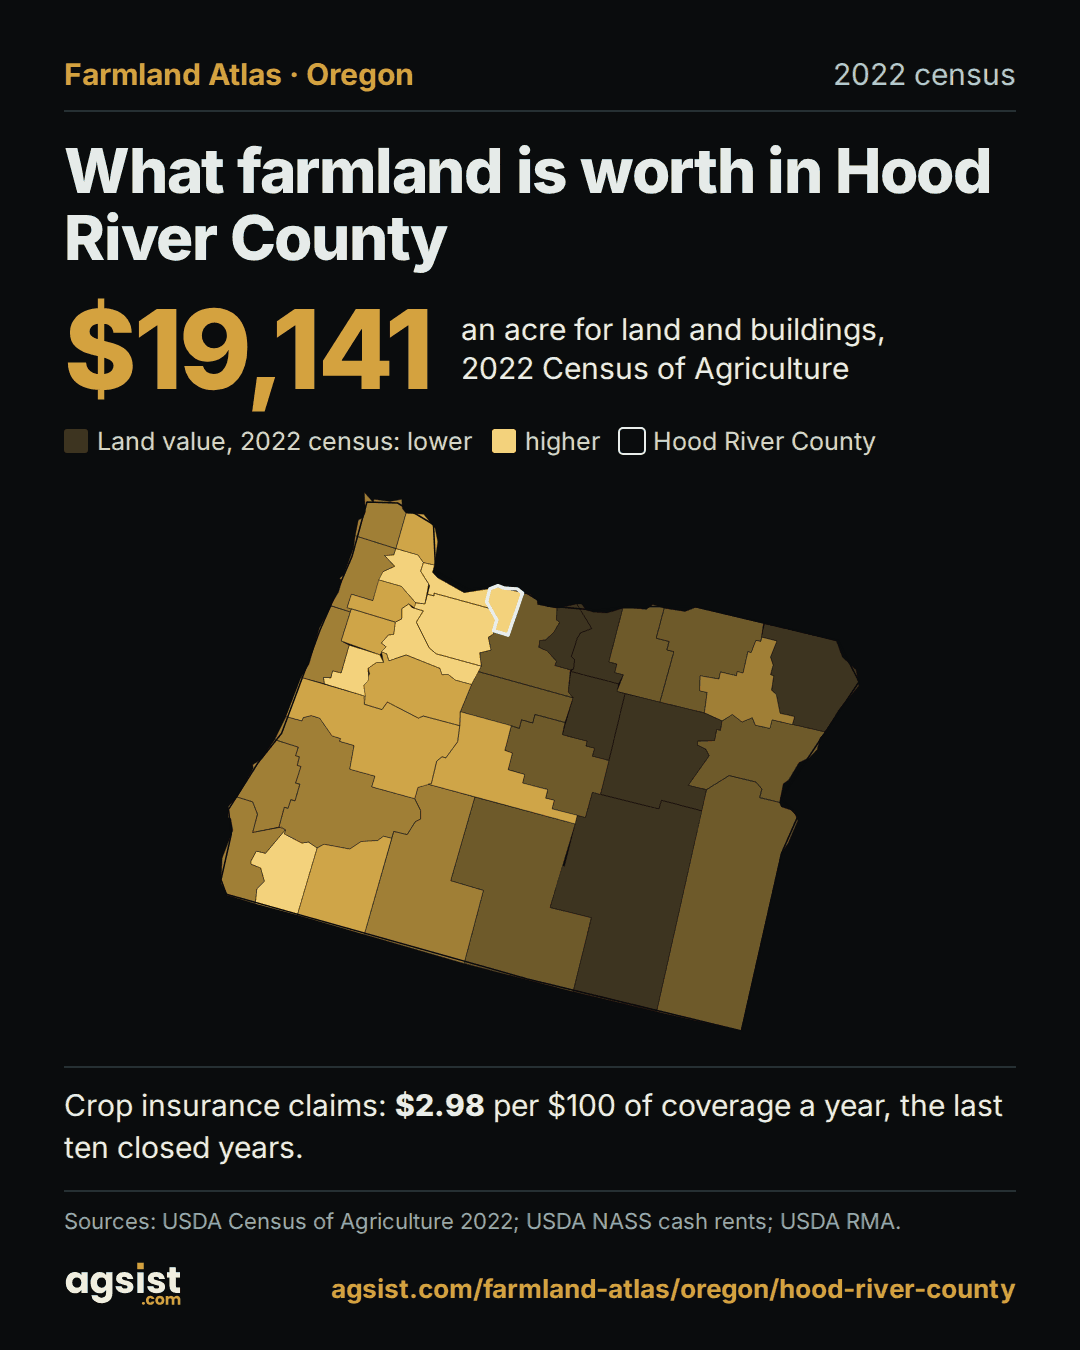 Farmland Atlas · Oregon
2022 census
What farmland is worth in Hood
River County
$19,141
an acre for land and buildings,
2022 Census of Agriculture
Land value, 2022 census: lower
higher
Hood River County
Crop insurance claims: $2.98 per $100 of coverage a year, the last
ten closed years.
Sources: USDA Census of Agriculture 2022; USDA NASS cash rents; USDA RMA.
agsist
.com
agsist.com/farmland-atlas/oregon/hood-river-county